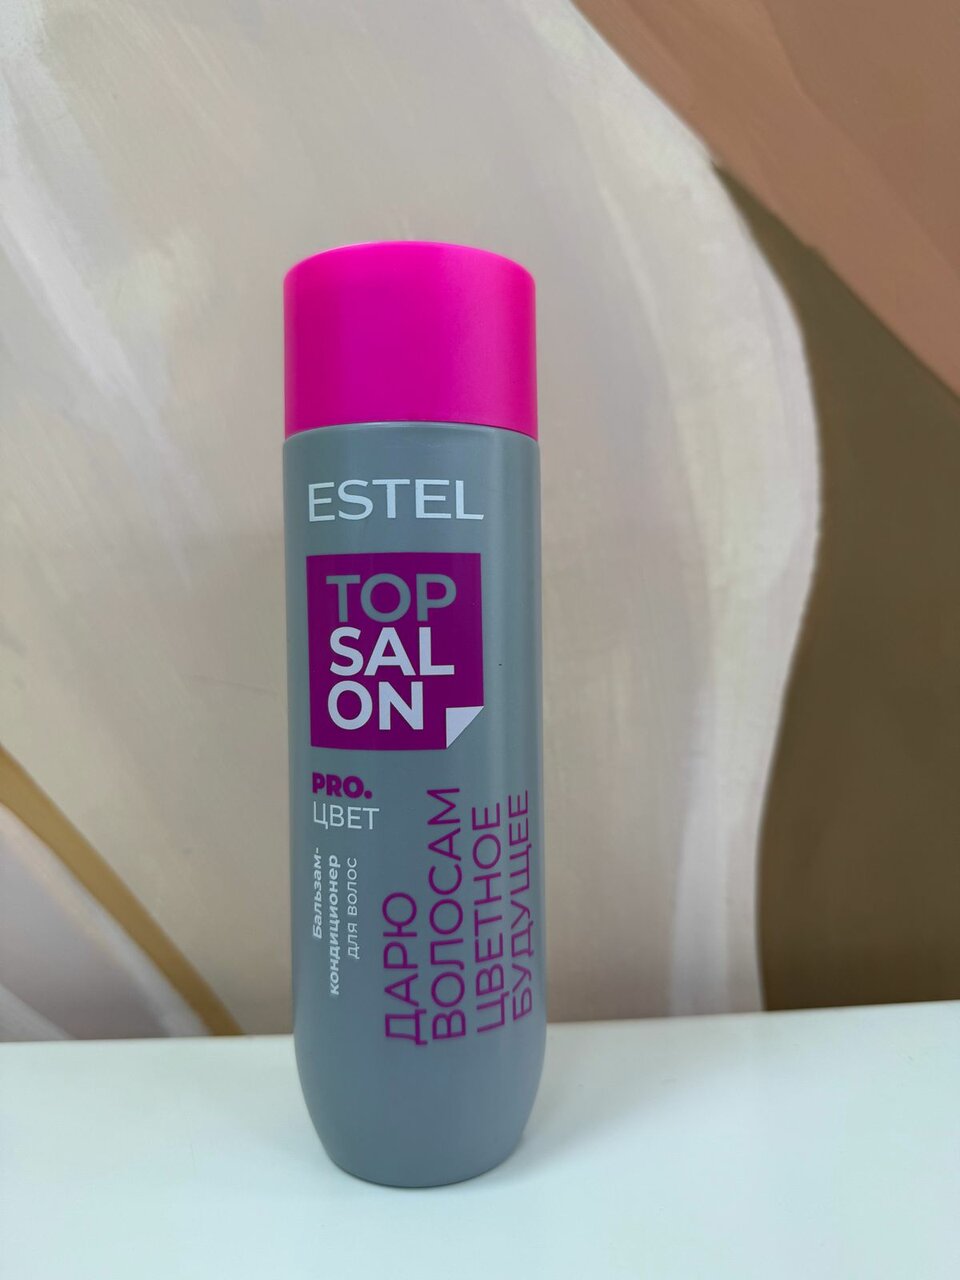 ESTEL
TOP
SAL
ON
PRO.
ЦВЕТ
Бальзам-
кондиционер
для волос
ДАРЮ
ВОЛОСАМ
ЦВЕТНОЕ
БУДУЩЕЕ